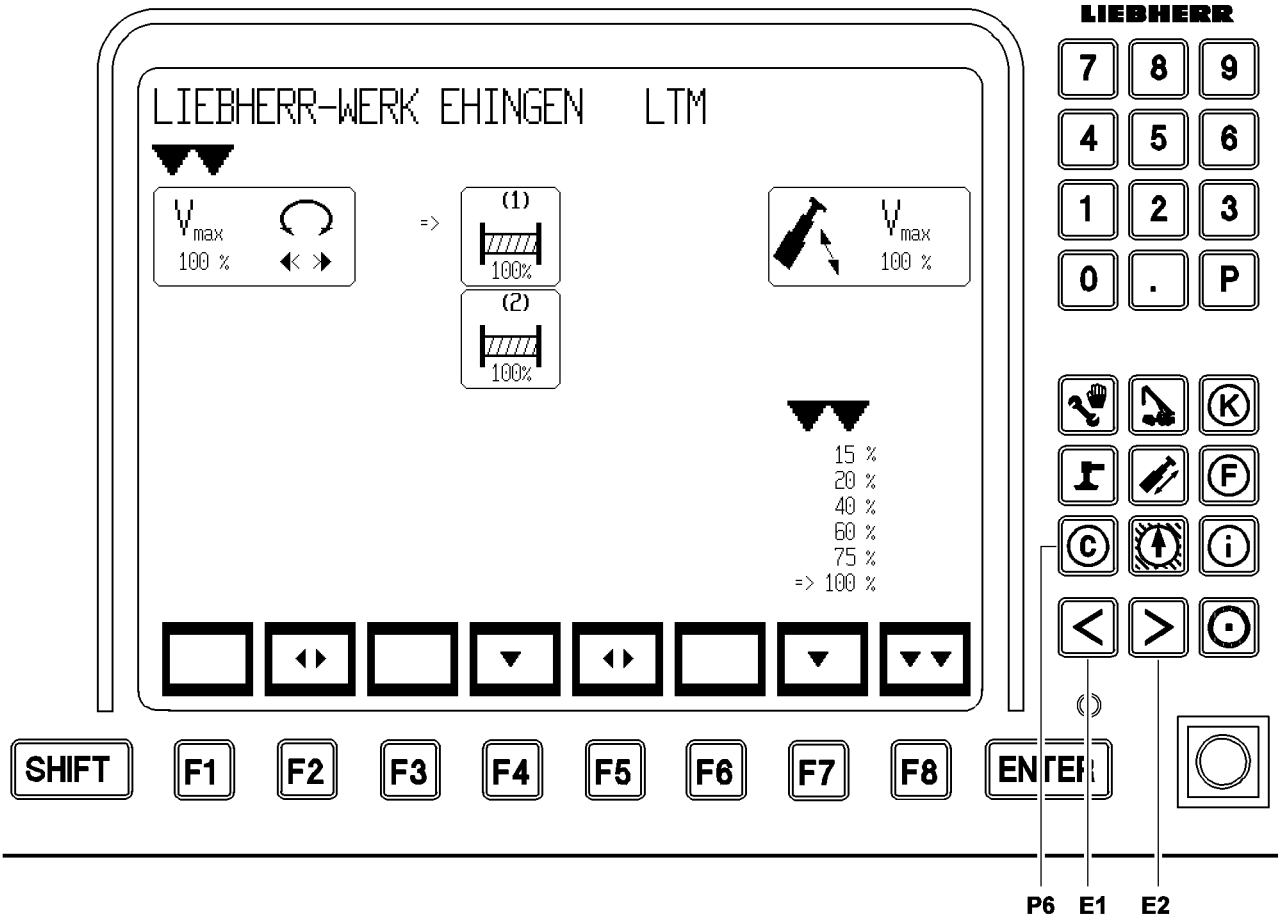 LIEBHERR
LIEBHERR-WERK EHINGEN LTM
Vmax
100 %
=>
(1)
100%
(2)
100%
Vmax
100 %
15 %
20 %
40 %
60 %
75 %
=> 100 %
7 8 9
4 5 6
1 2 3
0 . P
K
F
C i
< >
SHIFT F1 F2 F3 F4 F5 F6 F7 F8 ENTER
P6 E1 E2